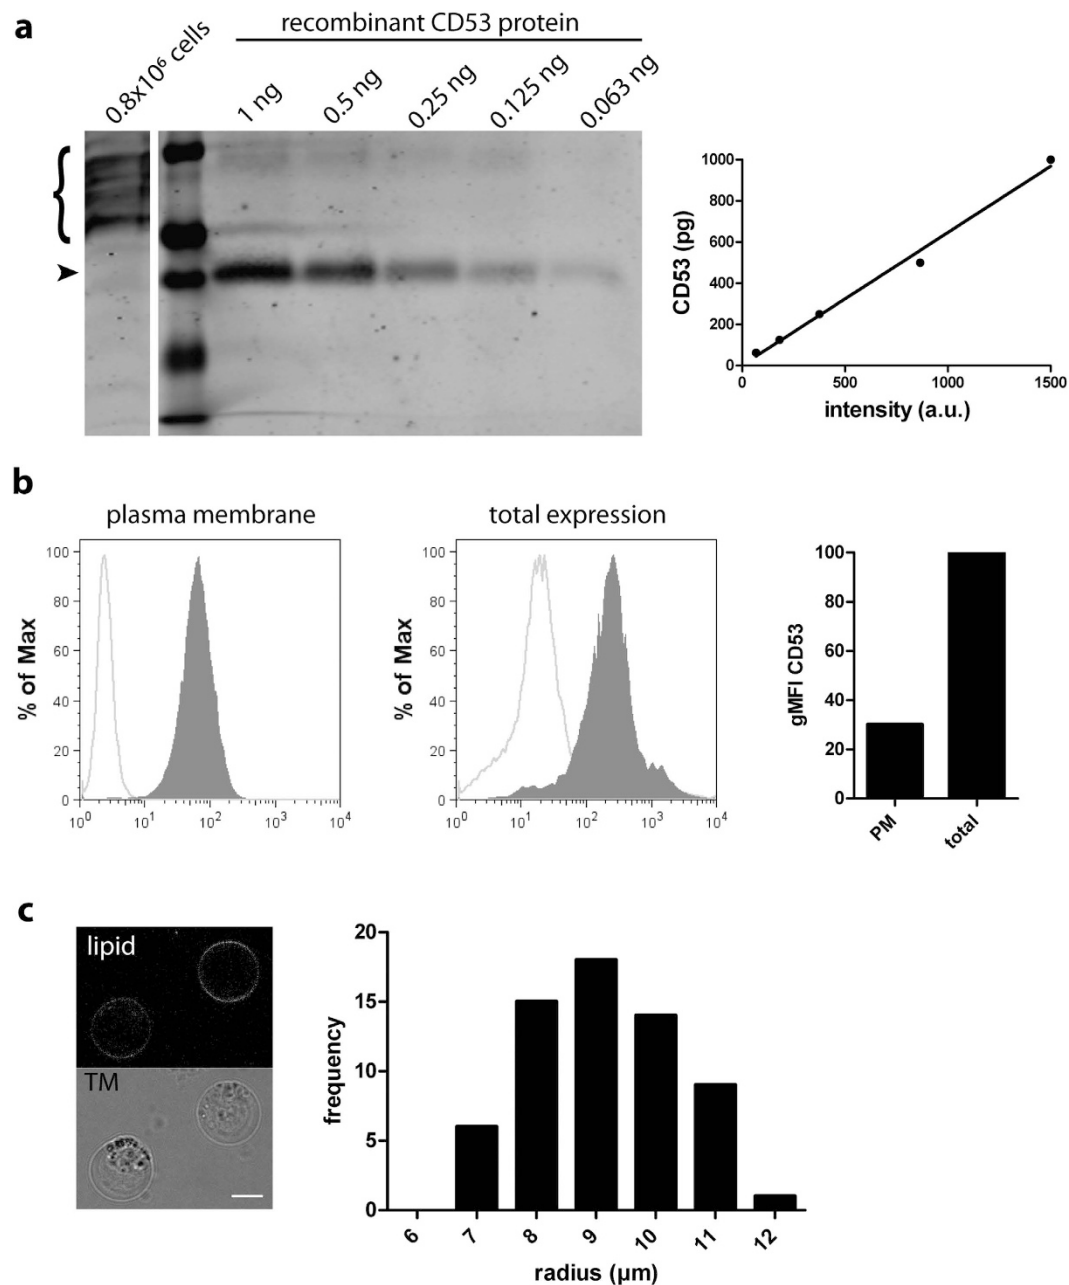 a
recombinant CD53 protein
0.8x10⁶ cells
1 ng
0.5 ng
0.25 ng
0.125 ng
0.063 ng
CD53 (pg)
1000
800
600
400
200
0
0 500 1000 1500
intensity (a.u.)
b
plasma membrane
% of Max
100
80
60
40
20
0
10⁰ 10¹ 10² 10³ 10⁴
total expression
% of Max
100
80
60
40
20
0
10⁰ 10¹ 10² 10³ 10⁴
gMFI CD53
100
80
60
40
20
0
PM total
c
lipid
TM
frequency
20
15
10
5
0
6 7 8 9 10 11 12
radius (µm)